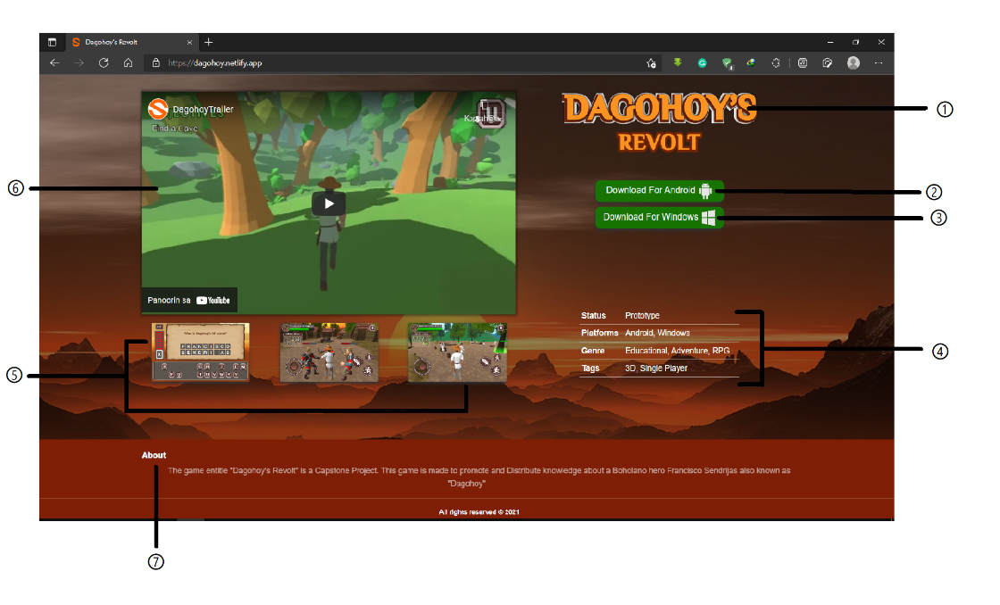 Dagohoy's Revolt
https://dagohoy.netlify.app
DagohoyTrailer
Find a Cave
Panoorin sa YouTube
DAGOHOY'S
REVOLT
①
Download For Android
②
Download For Windows
③
⑥
Status Prototype
Platforms Android, Windows
Genre Educational, Adventure, RPG
Tags 3D, Single Player
④
⑤
About
The game entitle "Dagohoy's Revolt" is a Capstone Project. This game is made to promote and Distribute knowledge about a Boholano hero Francisco Sendrijas also known as
"Dagohoy"
All rights reserved © 2021
⑦